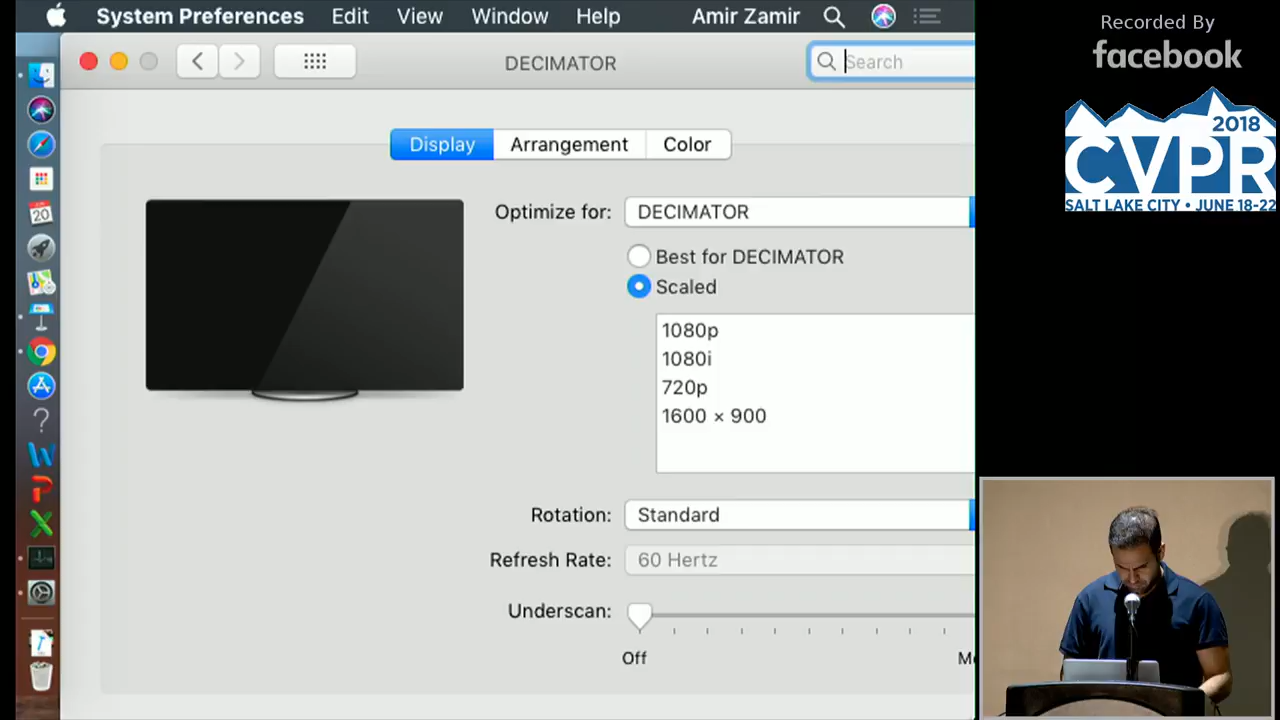 System Preferences Edit View Window Help Amir Zamir
DECIMATOR
Search
Display Arrangement Color
Optimize for: DECIMATOR
Best for DECIMATOR
Scaled
1080p
1080i
720p
1600 × 900
Rotation: Standard
Refresh Rate: 60 Hertz
Underscan:
Off
20
Recorded By
facebook
2018
CVPR
SALT LAKE CITY • JUNE 18-22